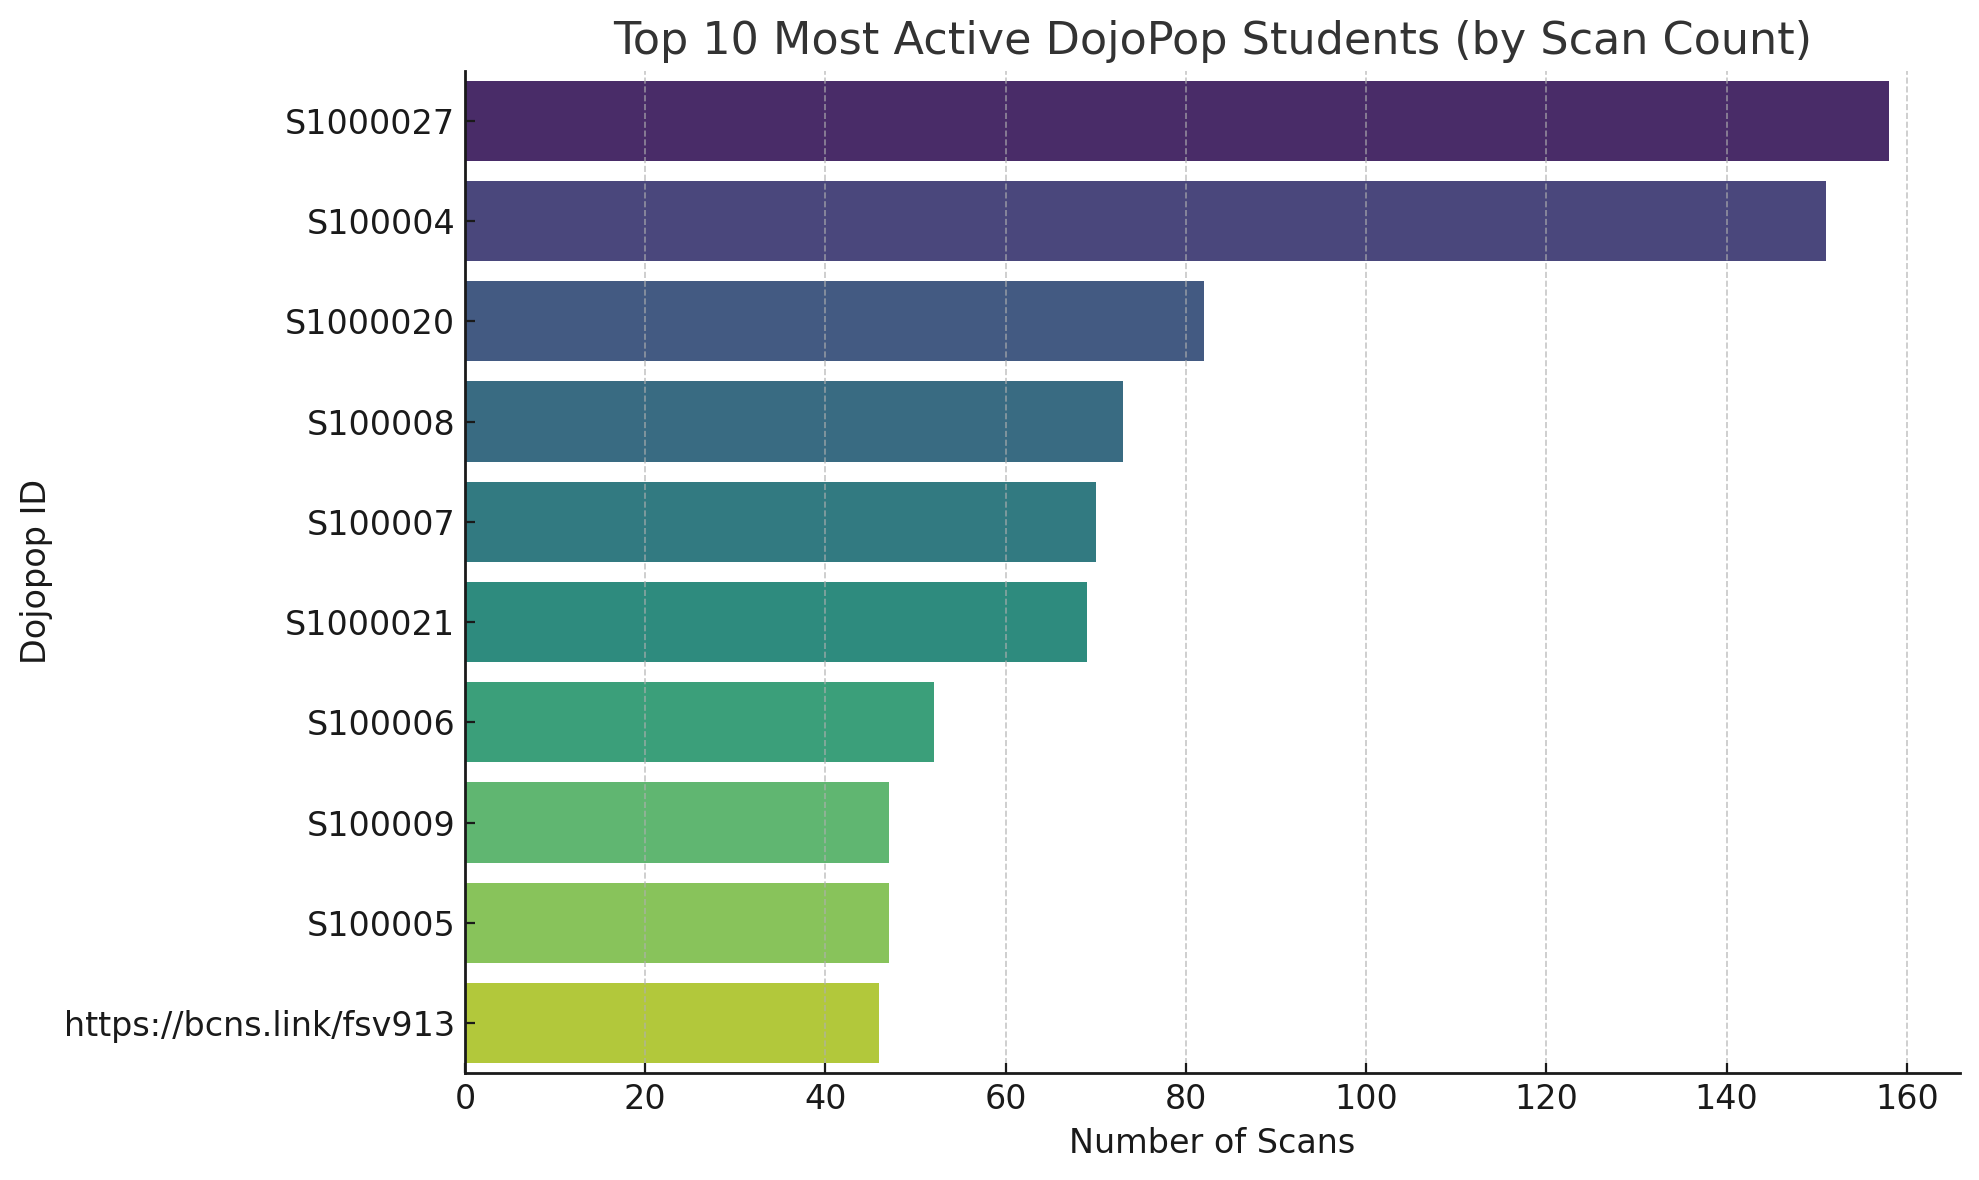 Top 10 Most Active DojoPop Students (by Scan Count)
Dojopop ID
S1000027
S100004
S1000020
S100008
S100007
S1000021
S100006
S100009
S100005
https://bcns.link/fsv913
0 20 40 60 80 100 120 140 160
Number of Scans